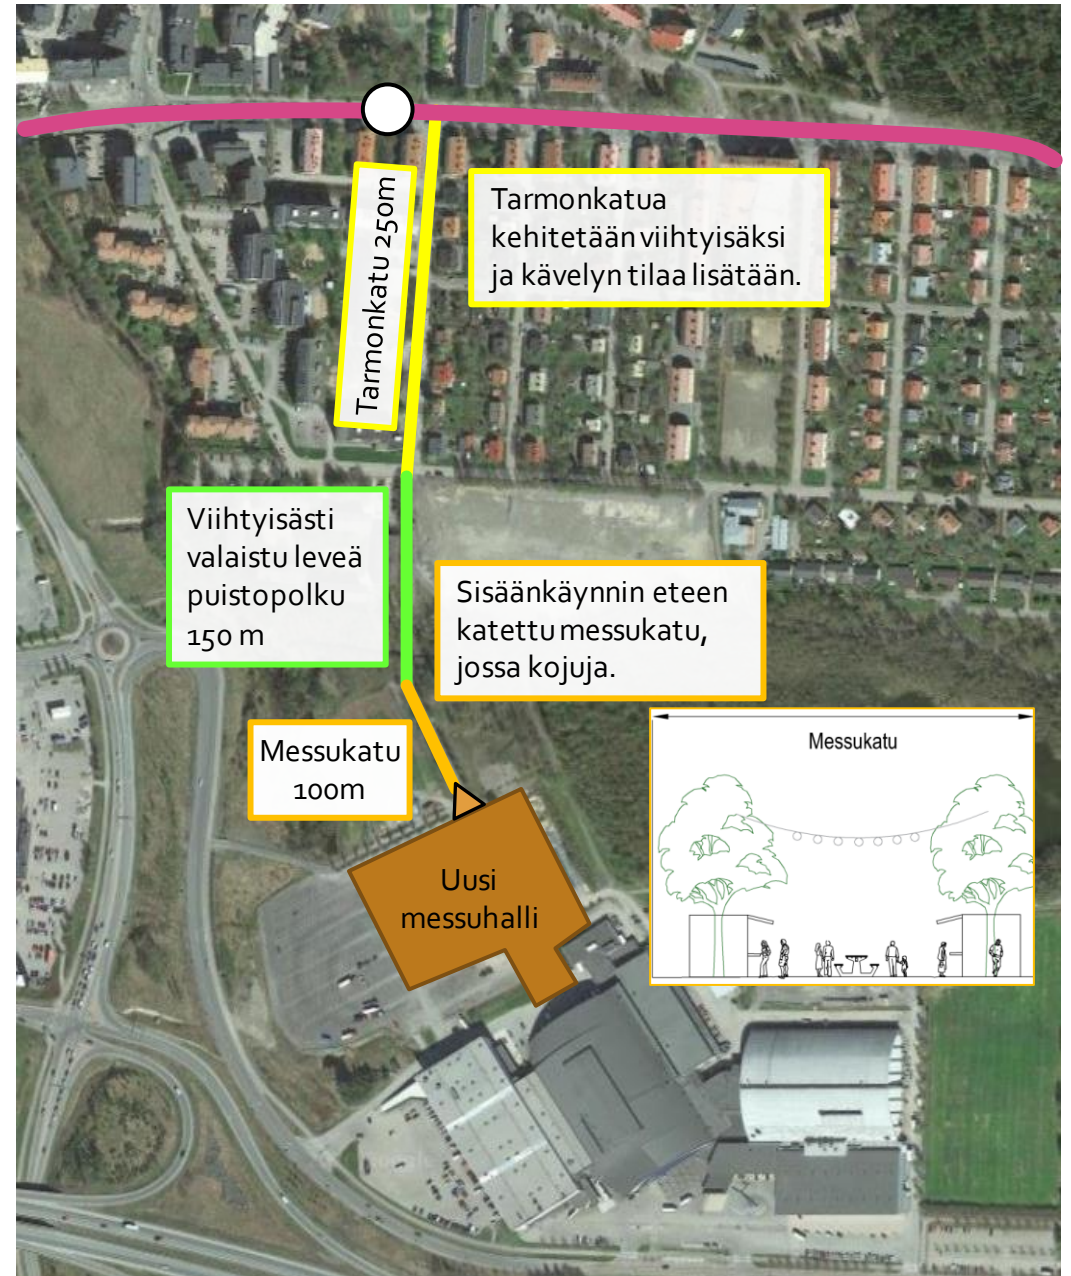 Tarmonkatu 250m
Tarmonkatua
kehitetään viihtyisäksi
ja kävelyn tilaa lisätään.
Viihtyisästi
valaistu leveä
puistopolku
150 m
Sisäänkäynnin eteen
katettu messukatu,
jossa kojuja.
Messukatu
100m
Messukatu
Uusi
messuhalli